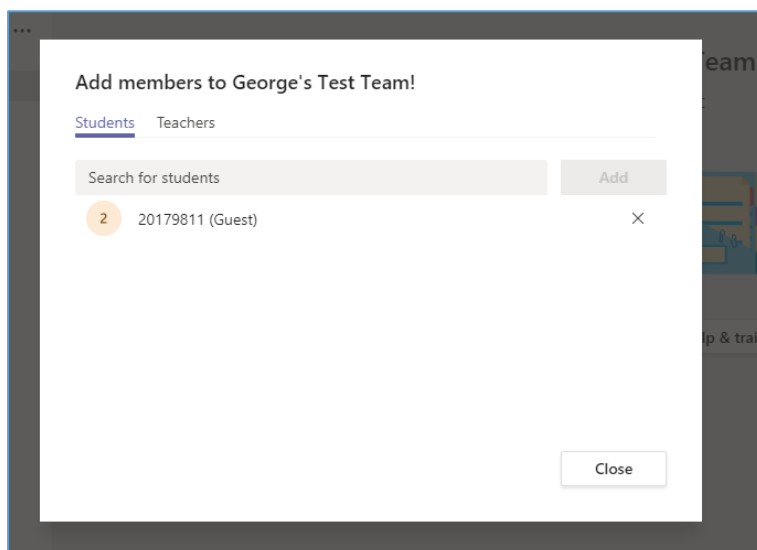 ...
eam
Add members to George's Test Team!
Students Teachers
Search for students Add
2 20179811 (Guest)
lp & trai
Close